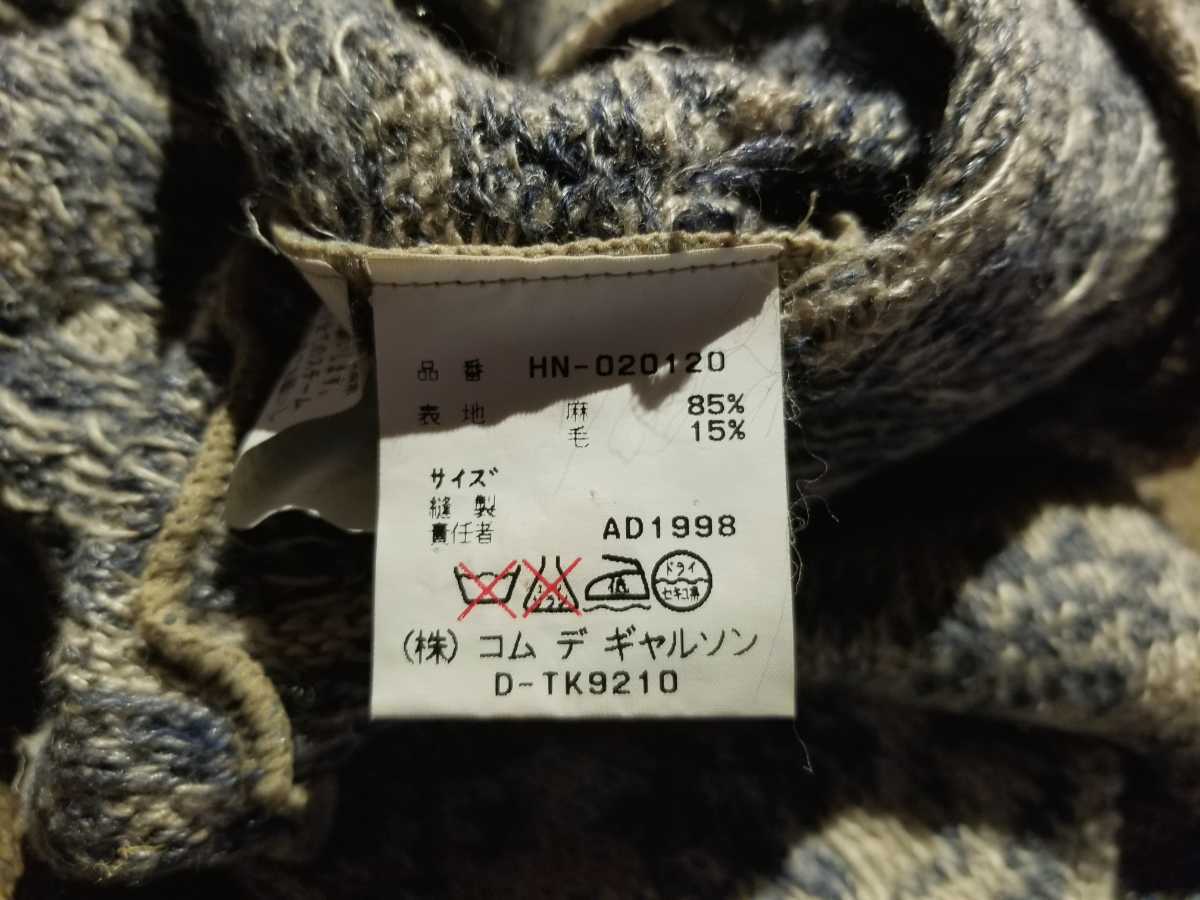 品 番 HN-020120
表 地 麻 85%
毛 15%
サイズ
縫 製
責任者 AD1998
低 ドライ
セキユ系
(株) コム デ ギャルソン
D-TK9210